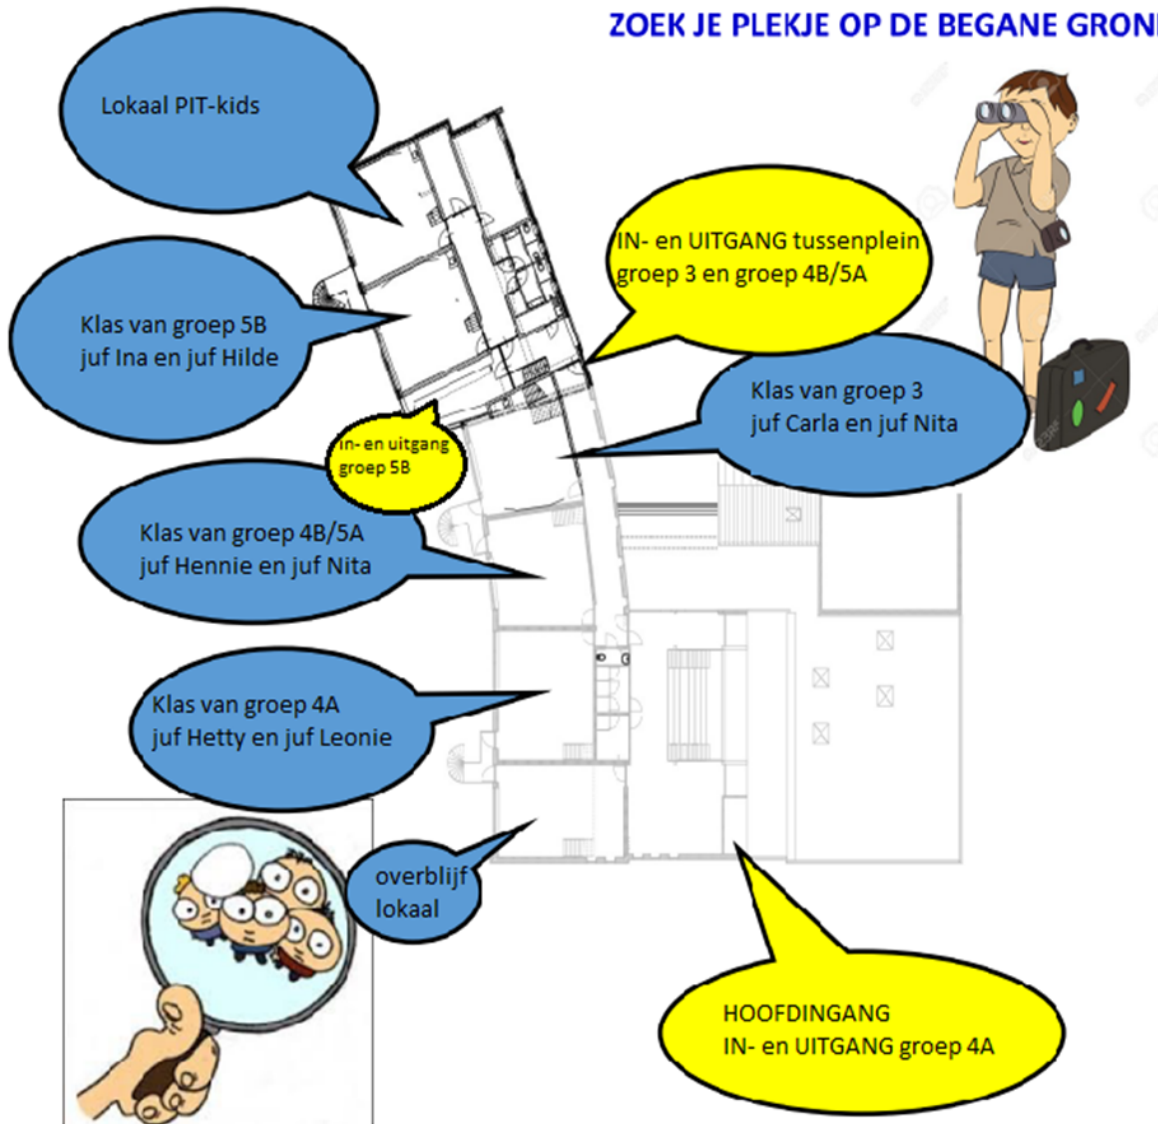 ZOEK JE PLEKJE OP DE BEGANE GRON
Lokaal PIT-kids
IN- en UITGANG tussenplein
groep 3 en groep 4B/5A
Klas van groep 5B
juf Ina en juf Hilde
Klas van groep 3
juf Carla en juf Nita
In- en uitgang
groep 5B
Klas van groep 4B/5A
juf Hennie en juf Nita
Klas van groep 4A
juf Hetty en juf Leonie
overblijf
lokaal
HOOFDINGANG
IN- en UITGANG groep 4A